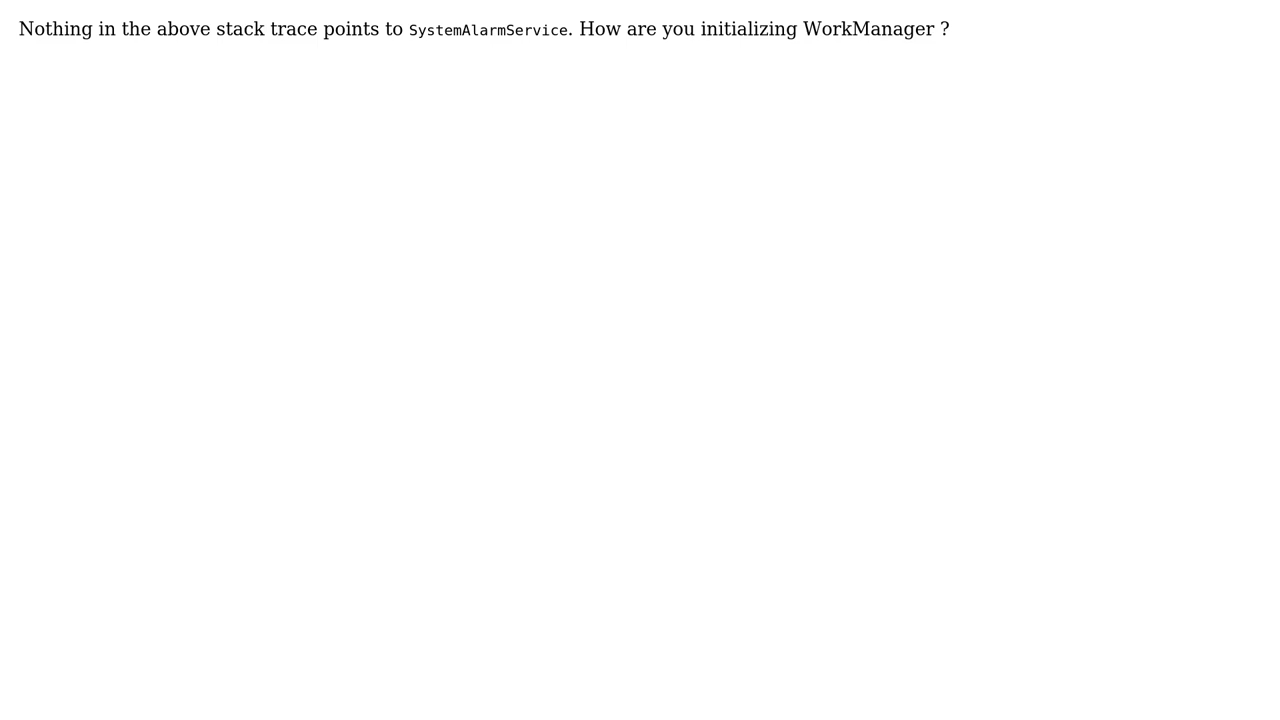 Nothing in the above stack trace points to SystemAlarmService. How are you initializing WorkManager ?